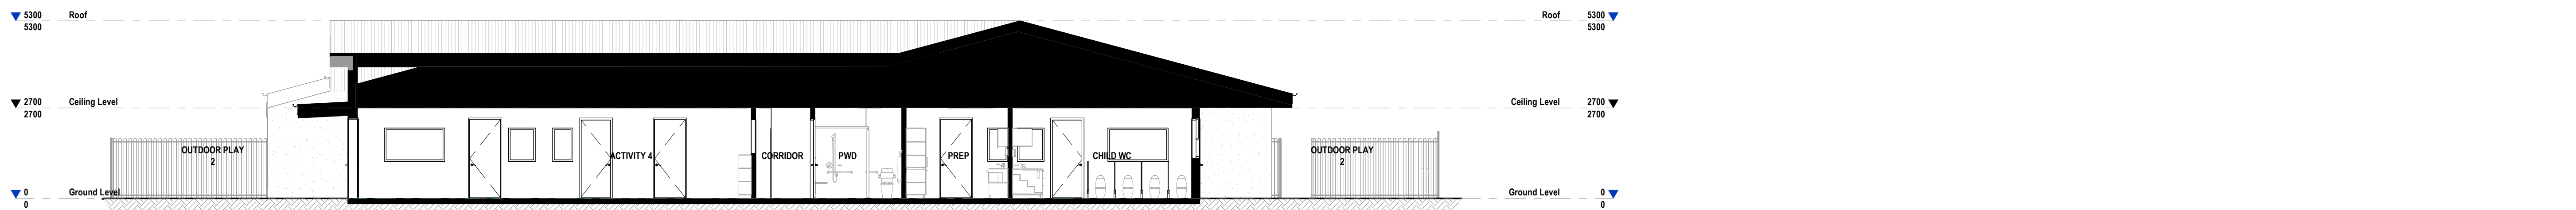 5300 Roof
5300
Roof 5300
5300
2700 Ceiling Level
2700
Ceiling Level 2700
2700
OUTDOOR PLAY
2
ACTIVITY 4
CORRIDOR
PWD
PREP
CHILD WC
OUTDOOR PLAY
2
0 Ground Level
0
Ground Level 0
0